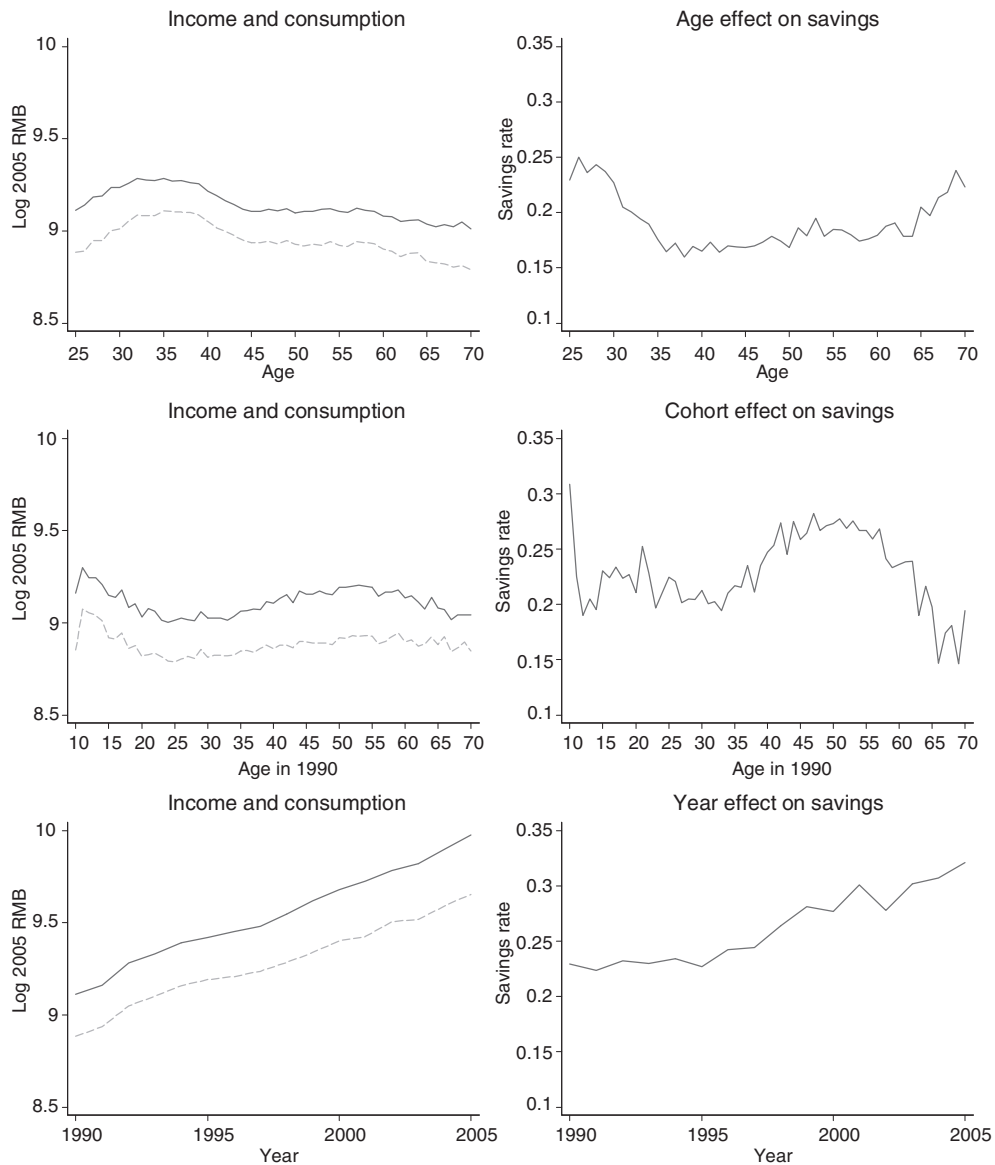 Income and consumption
Log 2005 RMB
10
9.5
9
8.5
25 30 35 40 45 50 55 60 65 70
Age
Age effect on savings
Savings rate
0.35
0.3
0.25
0.2
0.15
0.1
25 30 35 40 45 50 55 60 65 70
Age
Income and consumption
Log 2005 RMB
10
9.5
9
8.5
10 15 20 25 30 35 40 45 50 55 60 65 70
Age in 1990
Cohort effect on savings
Savings rate
0.35
0.3
0.25
0.2
0.15
0.1
10 15 20 25 30 35 40 45 50 55 60 65 70
Age in 1990
Income and consumption
Log 2005 RMB
10
9.5
9
8.5
1990 1995 2000 2005
Year
Year effect on savings
Savings rate
0.35
0.3
0.25
0.2
0.15
0.1
1990 1995 2000 2005
Year